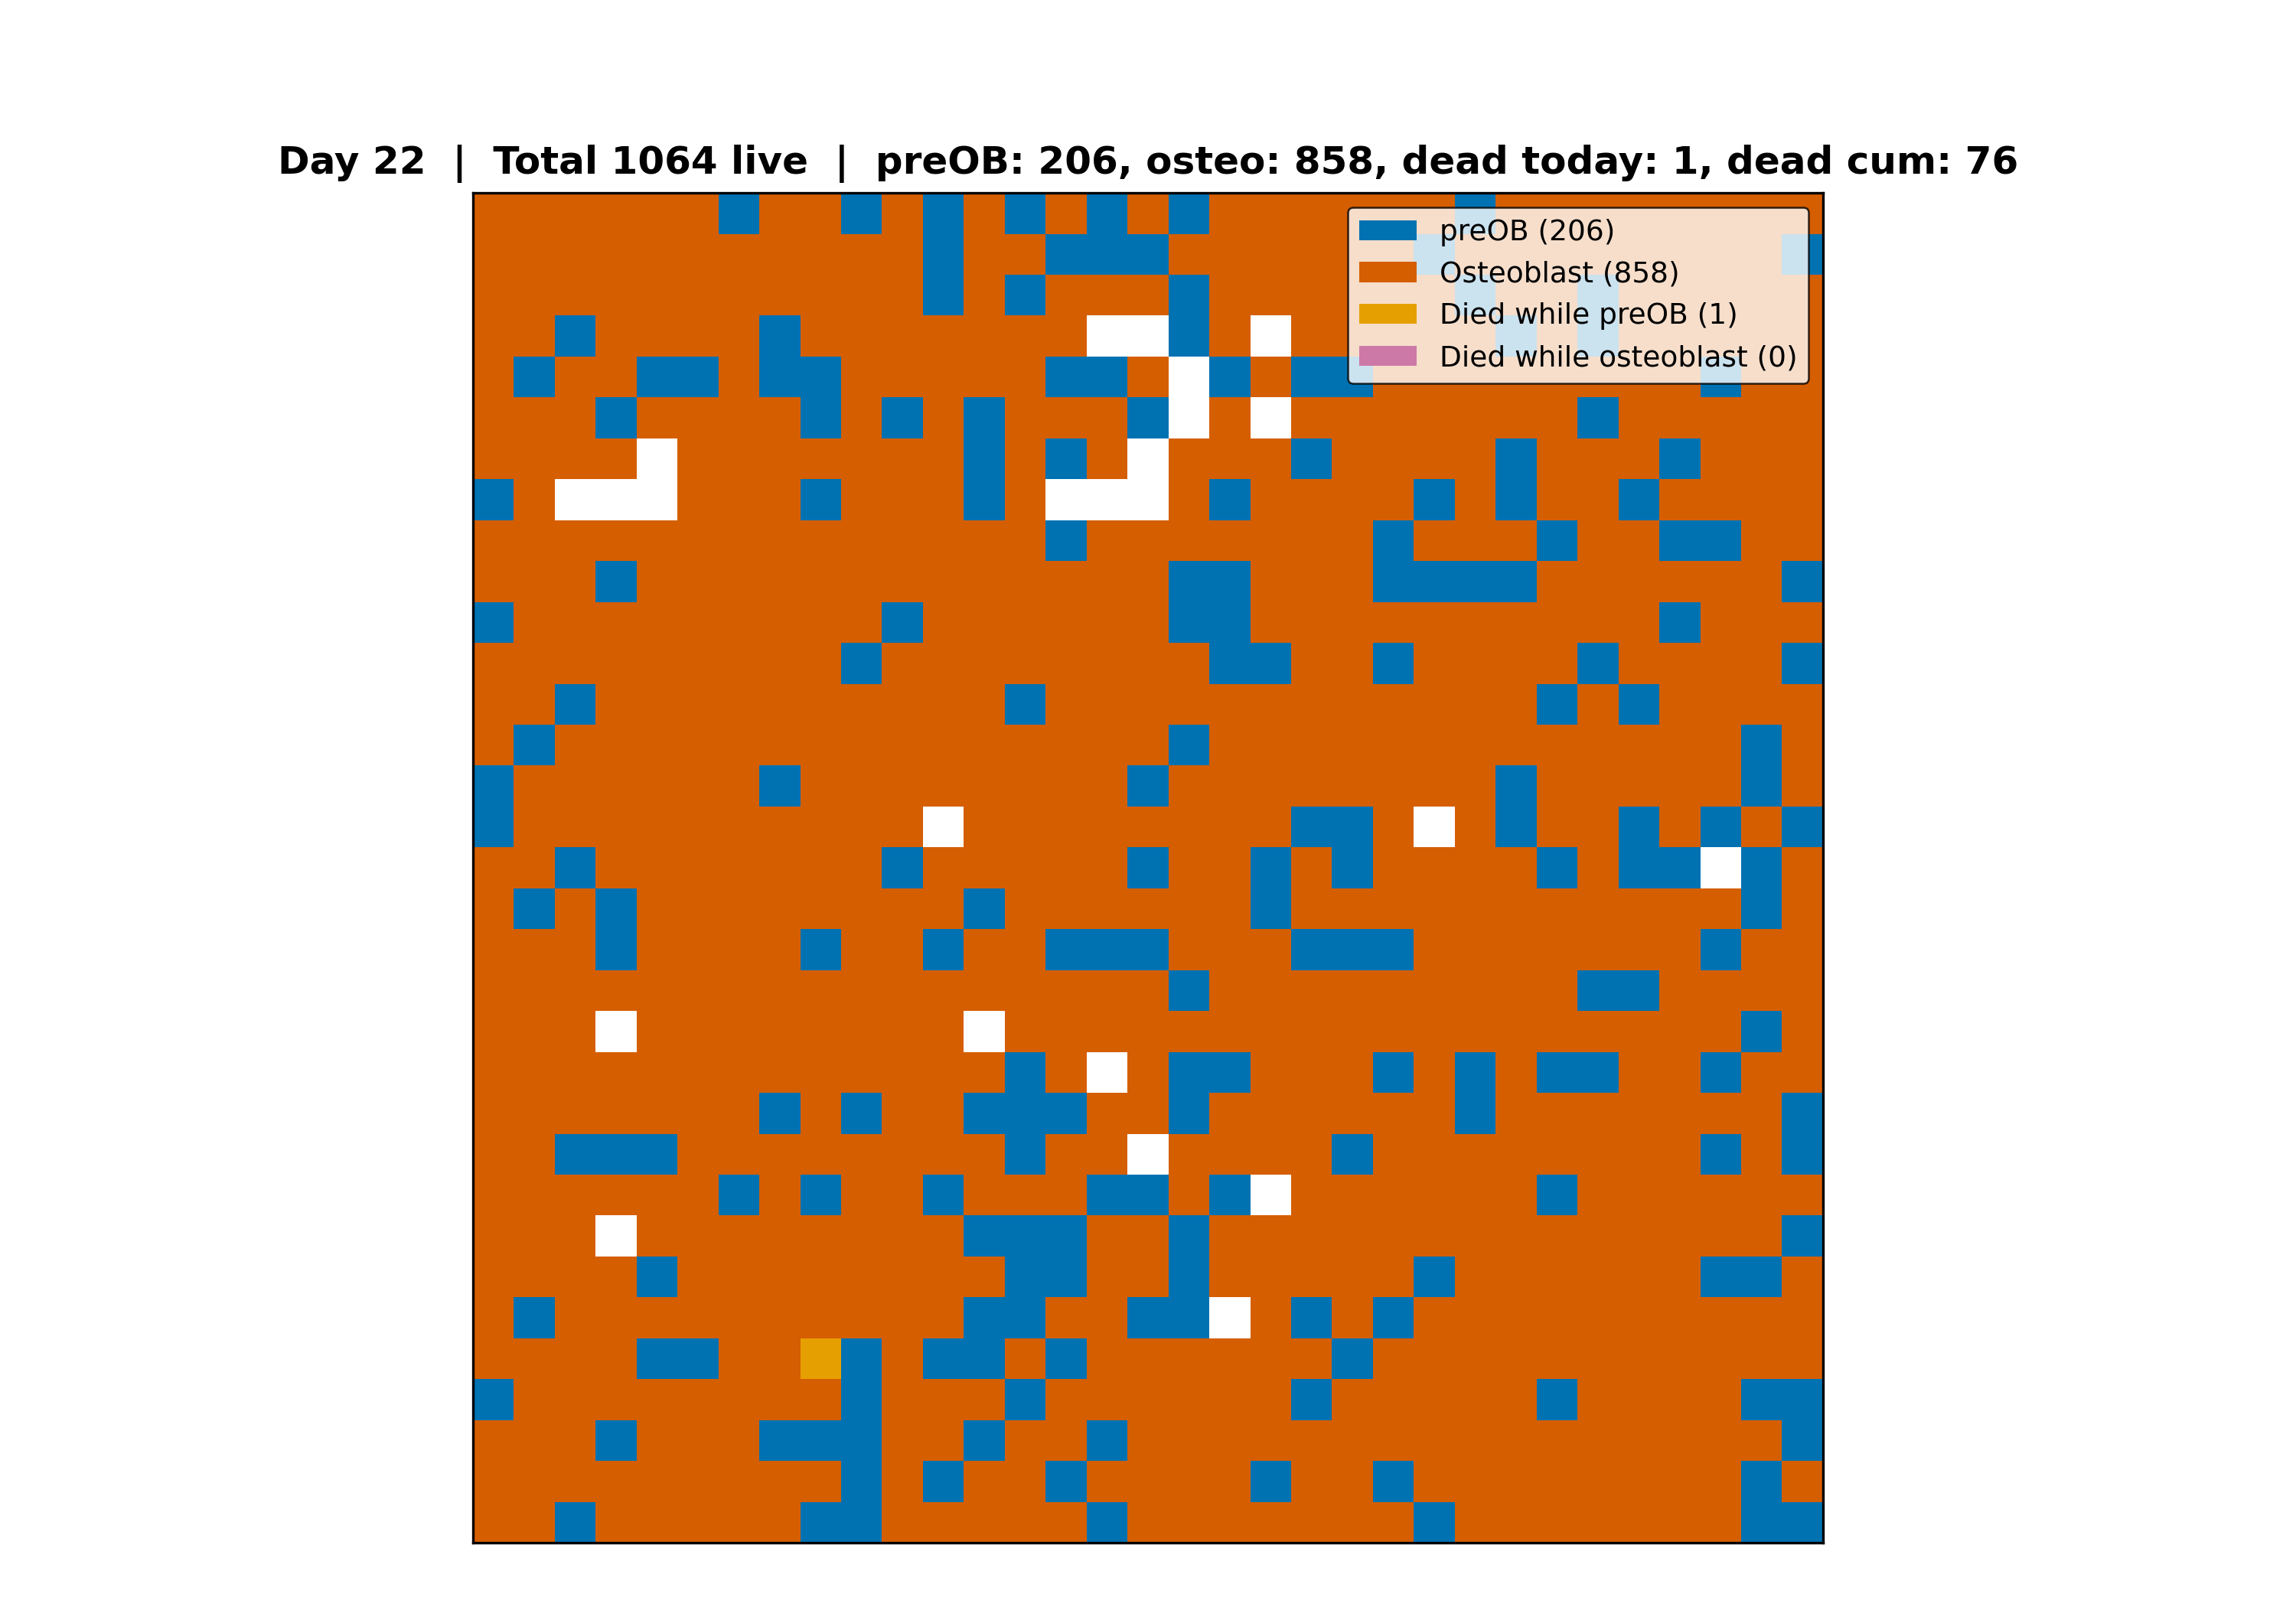 Day 22 | Total 1064 live | preOB: 206, osteo: 858, dead today: 1, dead cum: 76
preOB (206)
Osteoblast (858)
Died while preOB (1)
Died while osteoblast (0)